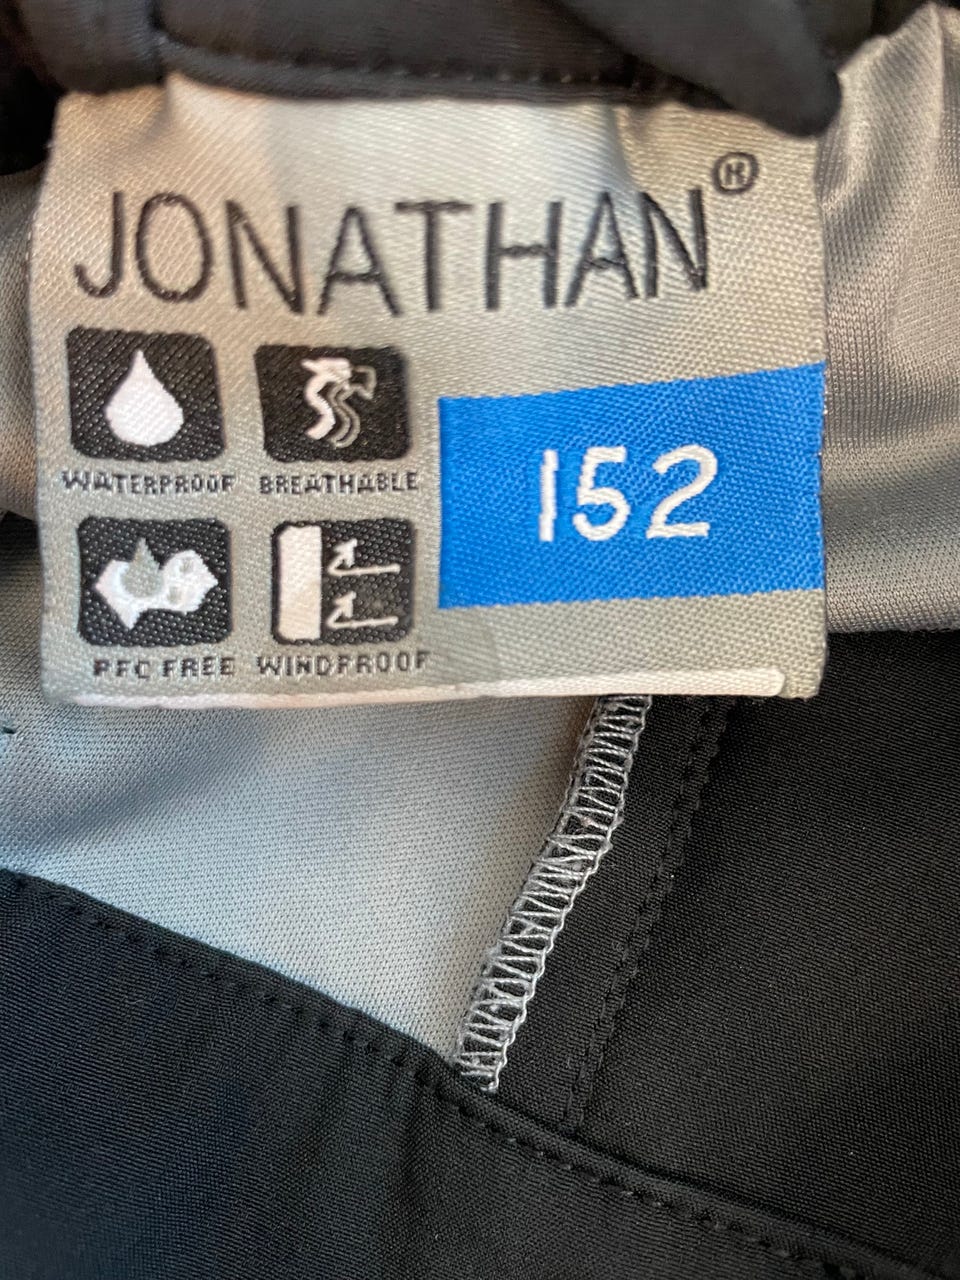 JONATHAN®
WATERPROOF BREATHABLE
152
PFC FREE WINDPROOF